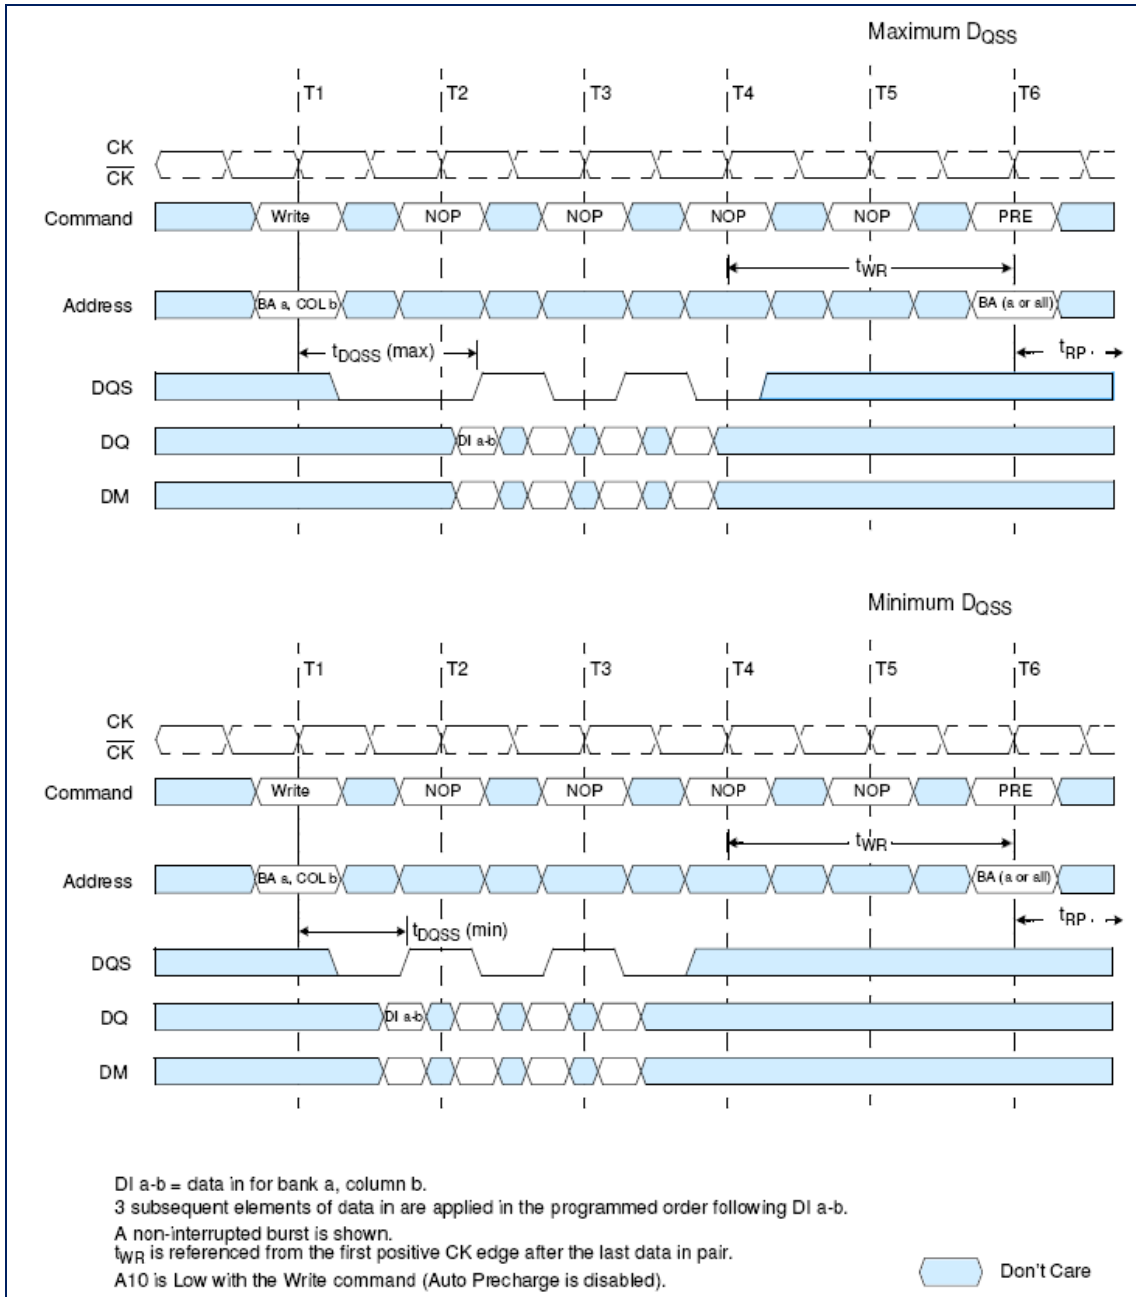 Maximum DQSS
T1 T2 T3 T4 T5 T6
CK
CK
Command Write NOP NOP NOP NOP PRE
tWR
Address BA a, COL b BA (a or all)
tDQSS (max) tRP
DQS
DQ DI a-b
DM
Minimum DQSS
T1 T2 T3 T4 T5 T6
CK
CK
Command Write NOP NOP NOP NOP PRE
tWR
Address BA a, COL b BA (a or all)
tDQSS (min) tRP
DQS
DQ DI a-b
DM
DI a-b = data in for bank a, column b.
3 subsequent elements of data in are applied in the programmed order following DI a-b.
A non-interrupted burst is shown.
tWR is referenced from the first positive CK edge after the last data in pair.
A10 is Low with the Write command (Auto Precharge is disabled).
Don't Care